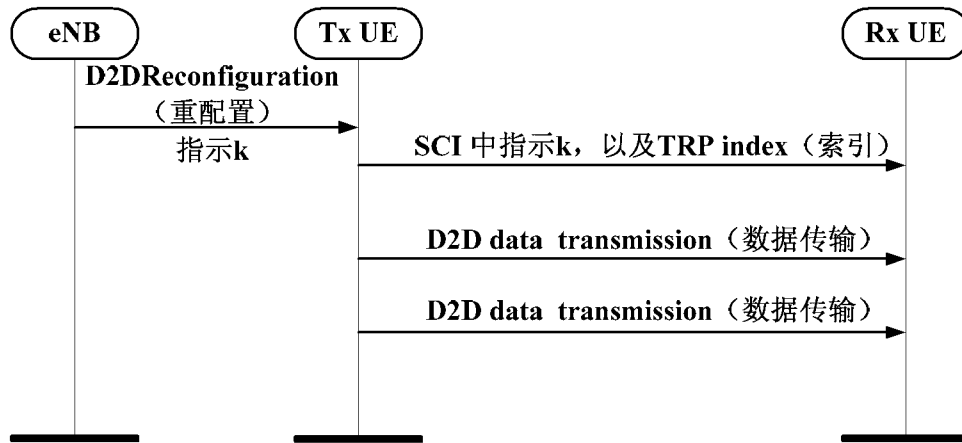 eNB
Tx UE
Rx UE
D2DReconfiguration
（重配置）
指示k
SCI 中指示k，以及TRP index（索引）
D2D data transmission（数据传输）
D2D data transmission（数据传输）